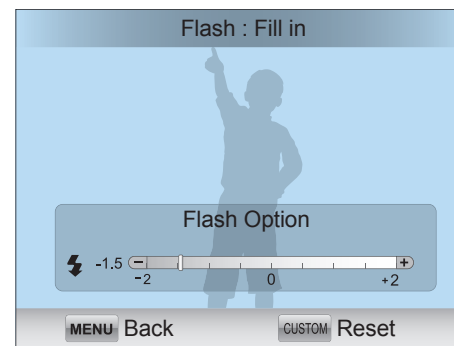 Flash : Fill in
Flash Option
-1.5 − +
-2 0 +2
MENU Back CUSTOM Reset